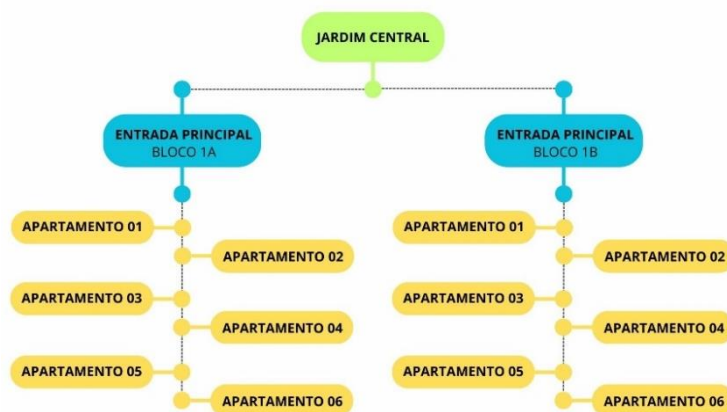 JARDIM CENTRAL
ENTRADA PRINCIPAL
BLOCO 1A
ENTRADA PRINCIPAL
BLOCO 1B
APARTAMENTO 01
APARTAMENTO 02
APARTAMENTO 03
APARTAMENTO 04
APARTAMENTO 05
APARTAMENTO 06
APARTAMENTO 01
APARTAMENTO 02
APARTAMENTO 03
APARTAMENTO 04
APARTAMENTO 05
APARTAMENTO 06